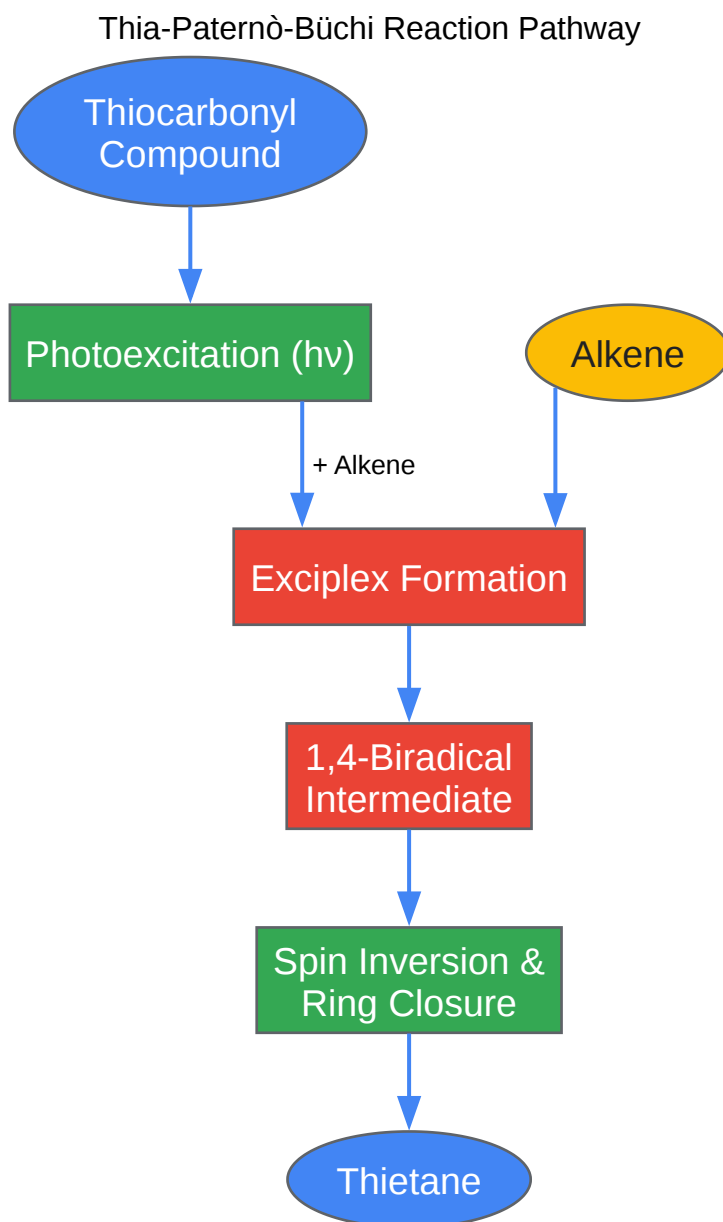 Thia-Paternò-Büchi Reaction Pathway
Thiocarbonyl
Compound
Photoexcitation (hν)
Alkene
+ Alkene
Exciplex Formation
1,4-Biradical
Intermediate
Spin Inversion &
Ring Closure
Thietane